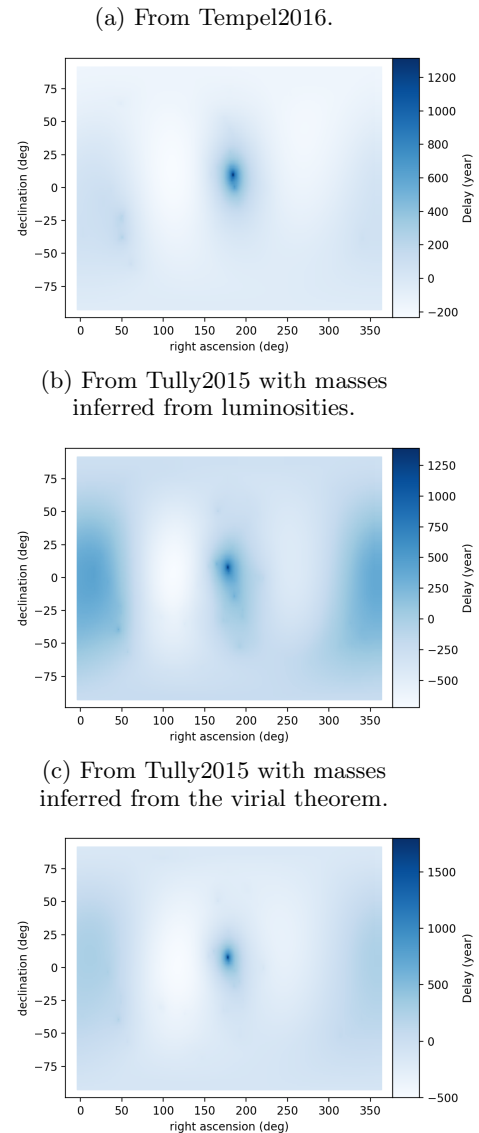 (a) From Tempel2016.
75
50
25
0
−25
−50
−75
declination (deg)
0 50 100 150 200 250 300 350
right ascension (deg)
1200
1000
800
600
400
200
0
−200
Delay (year)
(b) From Tully2015 with masses
inferred from luminosities.
75
50
25
0
−25
−50
−75
declination (deg)
0 50 100 150 200 250 300 350
right ascension (deg)
1250
1000
750
500
250
0
−250
−500
Delay (year)
(c) From Tully2015 with masses
inferred from the virial theorem.
75
50
25
0
−25
−50
−75
declination (deg)
0 50 100 150 200 250 300 350
right ascension (deg)
1500
1000
500
0
−500
Delay (year)